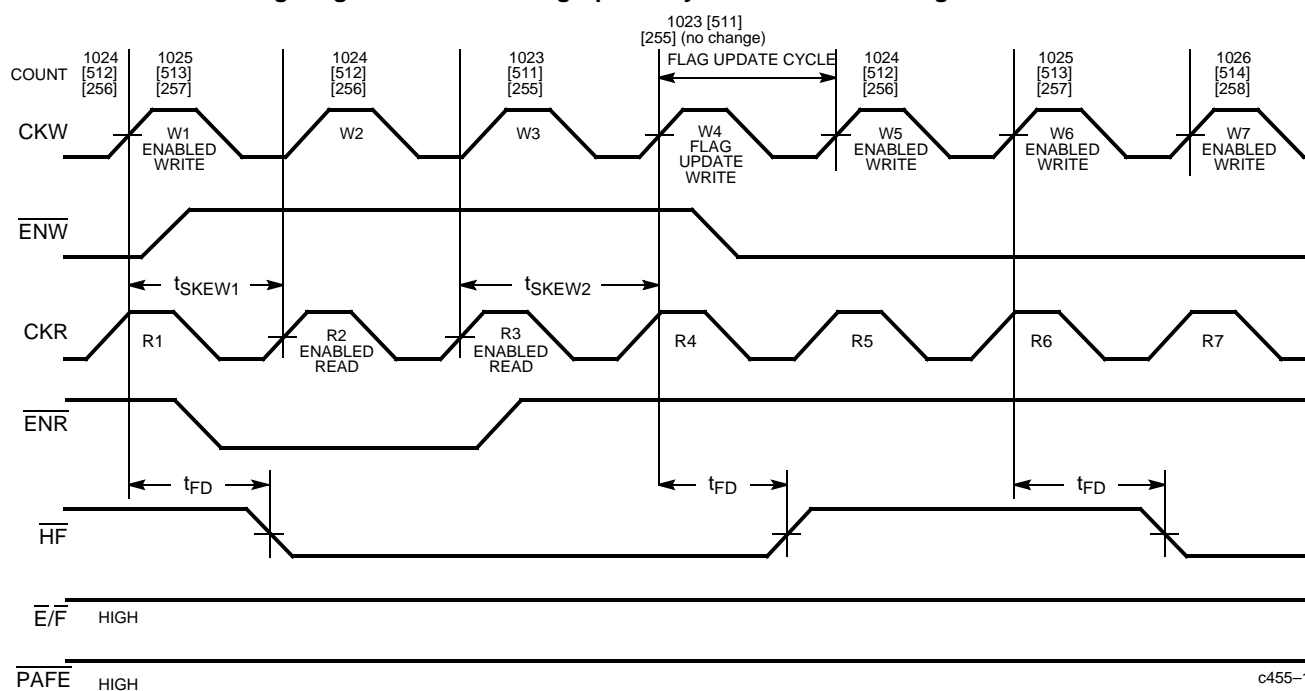 1023 [511]
[255] (no change)
FLAG UPDATE CYCLE
COUNT
1024
[512]
[256]
1025
[513]
[257]
1024
[512]
[256]
1023
[511]
[255]
1024
[512]
[256]
1025
[513]
[257]
1026
[514]
[258]
CKW
W1
ENABLED
WRITE
W2
W3
W4
FLAG
UPDATE
WRITE
W5
ENABLED
WRITE
W6
ENABLED
WRITE
W7
ENABLED
WRITE
ENW
tSKEW1
tSKEW2
CKR
R1
R2
ENABLED
READ
R3
ENABLED
READ
R4
R5
R6
R7
ENR
tFD
tFD
tFD
HF
E/F HIGH
PAFE HIGH